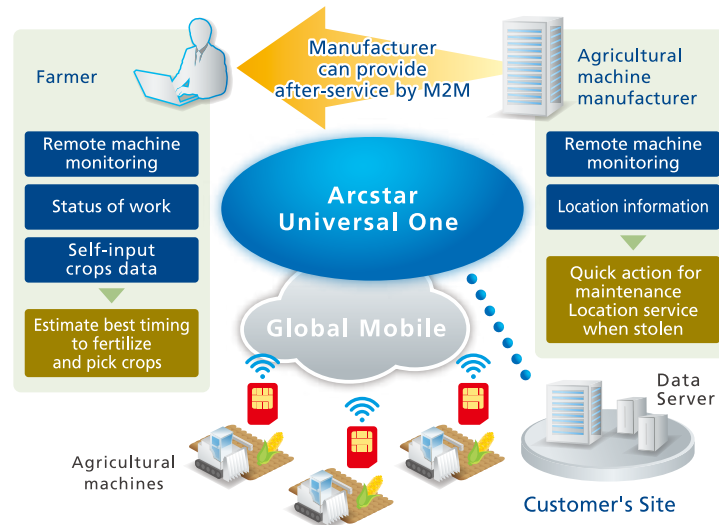 Farmer
Manufacturer
can provide
after-service by M2M
Agricultural
machine
manufacturer
Remote machine
monitoring
Status of work
Self-input
crops data
Estimate best timing
to fertilize
and pick crops
Arcstar
Universal One
Global Mobile
Remote machine
monitoring
Location information
Quick action for
maintenance
Location service
when stolen
Agricultural
machines
Data
Server
Customer's Site